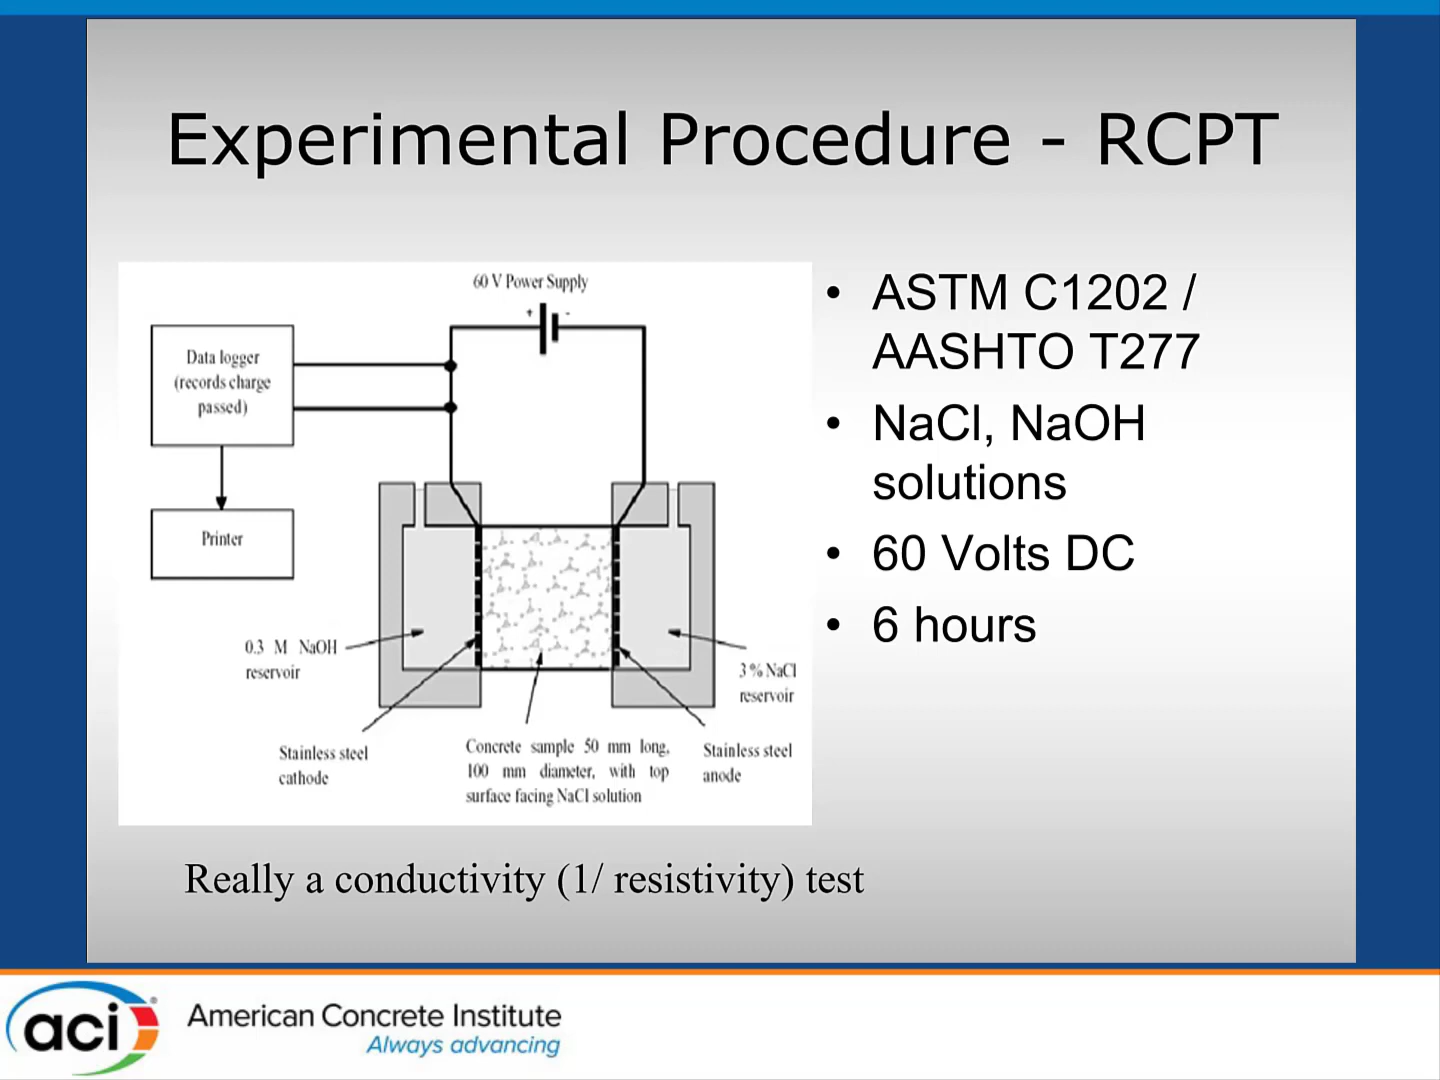 Experimental Procedure - RCPT
60 V Power Supply
+ -
Data logger
(records charge
passed)
Printer
0.3 M NaOH
reservoir
3 % NaCl
reservoir
Stainless steel
cathode
Concrete sample 50 mm long,
100 mm diameter, with top
surface facing NaCl solution
Stainless steel
anode
• ASTM C1202 /
AASHTO T277
• NaCl, NaOH
solutions
• 60 Volts DC
• 6 hours
Really a conductivity (1/ resistivity) test
aci
American Concrete Institute
Always advancing